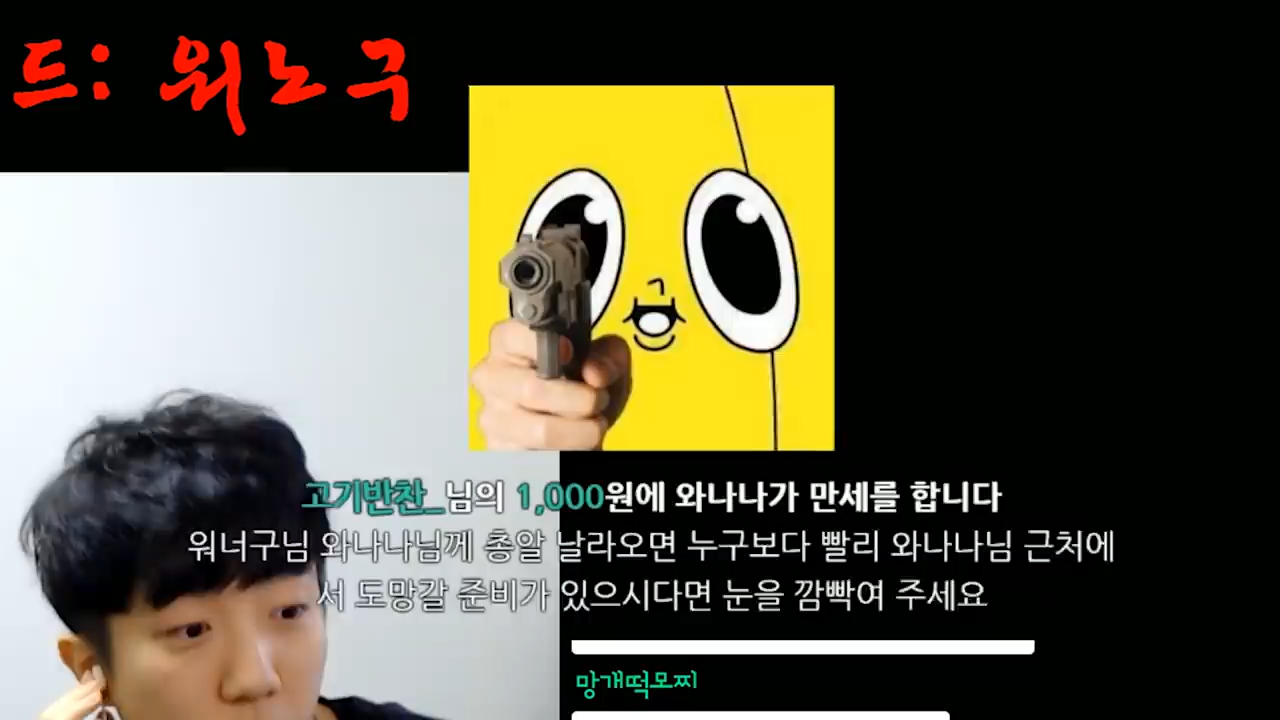 드: 워노구
고기반찬_님의 1,000원에 와나나가 만세를 합니다
워너구님 와나나님께 총알 날라오면 누구보다 빨리 와나나님 근처에
서 도망갈 준비가 있으시다면 눈을 깜빡여 주세요
망개떡모찌